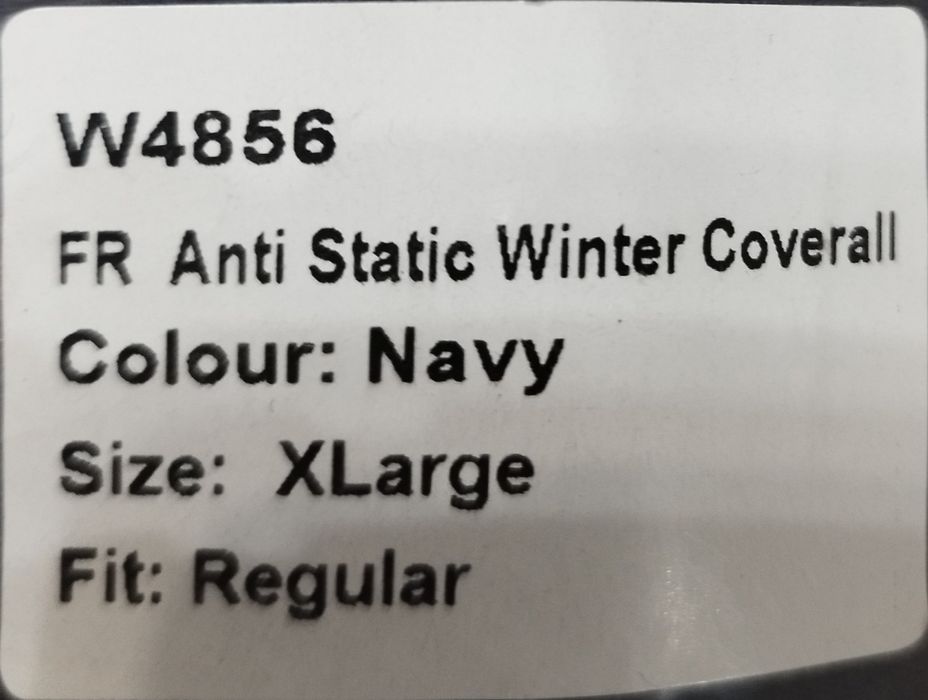 W4856
FR Anti Static Winter Coverall
Colour: Navy
Size: XLarge
Fit: Regular